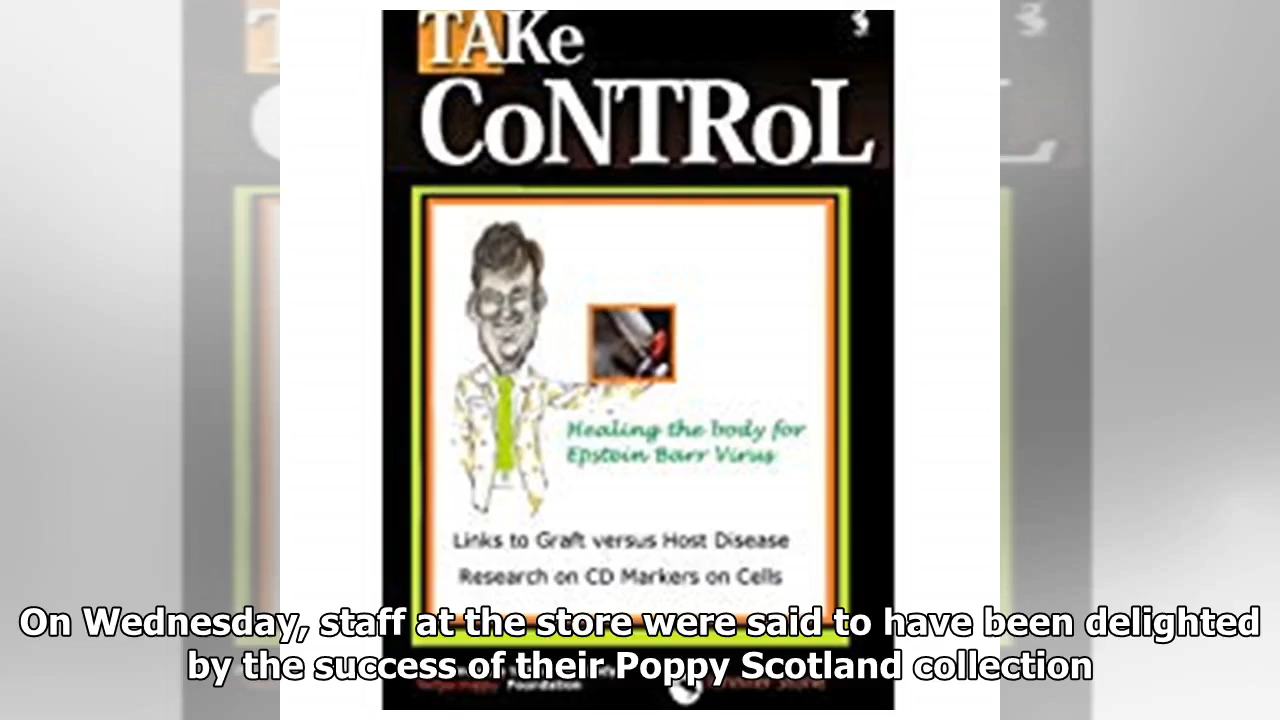 TAKe
CoNTRoL
Healing the body for
Epstein Barr Virus
Links to Graft versus Host Disease
Research on CD Markers on Cells
On Wednesday, staff at the store were said to have been delighted
by the success of their Poppy Scotland collection
Foundation